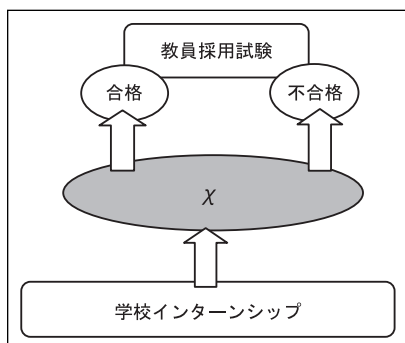 教員採用試験
合格
不合格
χ
学校インターンシップ